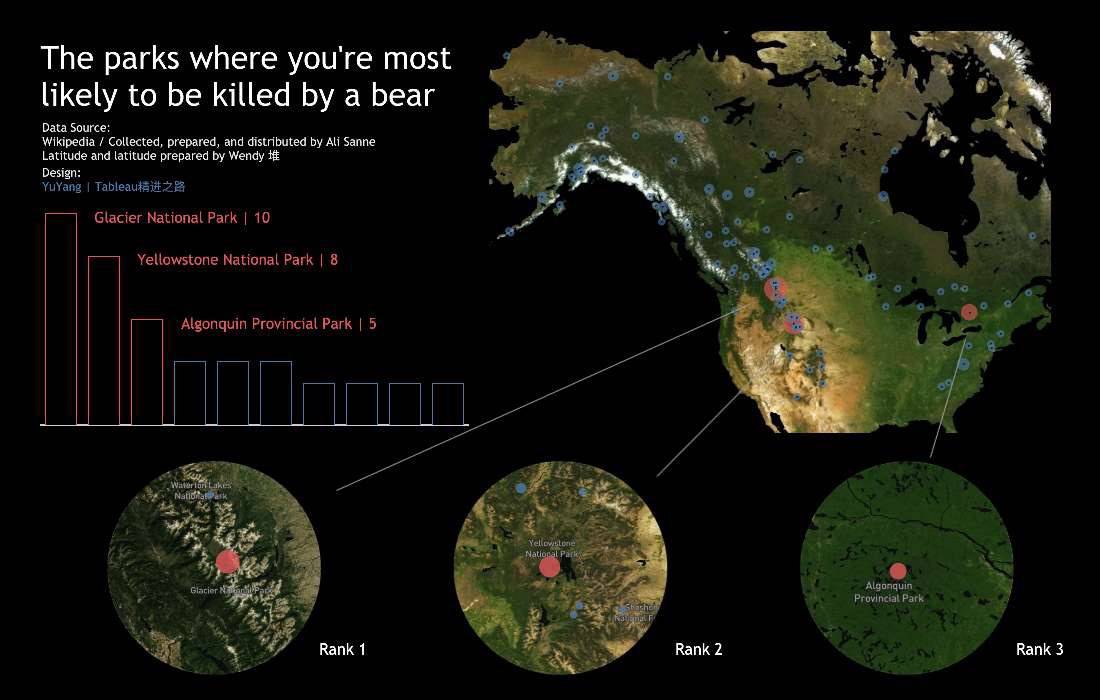 The parks where you're most
likely to be killed by a bear
Data Source:
Wikipedia / Collected, prepared, and distributed by Ali Sanne
Latitude and latitude prepared by Wendy 堆
Design:
YuYang | Tableau精进之路
Glacier National Park | 10
Yellowstone National Park | 8
Algonquin Provincial Park | 5
Waterton Lakes
National Park
Glacier National Park
Rank 1
Yellowstone
National Park
Rank 2
Algonquin
Provincial Park
Rank 3